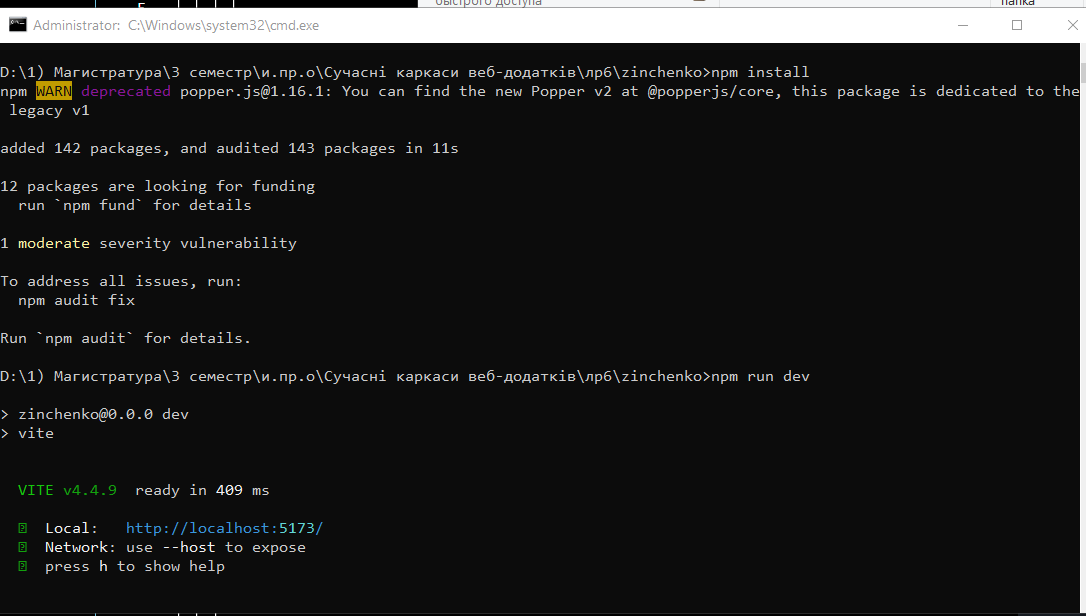 быстрого доступа
папка
Administrator: C:\Windows\system32\cmd.exe
D:\1) Магистратура\3 семестр\и.пр.о\Сучасні каркаси веб-додатків\лр6\zinchenko>npm install
npm WARN deprecated popper.js@1.16.1: You can find the new Popper v2 at @popperjs/core, this package is dedicated to the
legacy v1
added 142 packages, and audited 143 packages in 11s
12 packages are looking for funding
run `npm fund` for details
1 moderate severity vulnerability
To address all issues, run:
npm audit fix
Run `npm audit` for details.
D:\1) Магистратура\3 семестр\и.пр.о\Сучасні каркаси веб-додатків\лр6\zinchenko>npm run dev
> zinchenko@0.0.0 dev
> vite
VITE v4.4.9 ready in 409 ms
Local: http://localhost:5173/
Network: use --host to expose
press h to show help